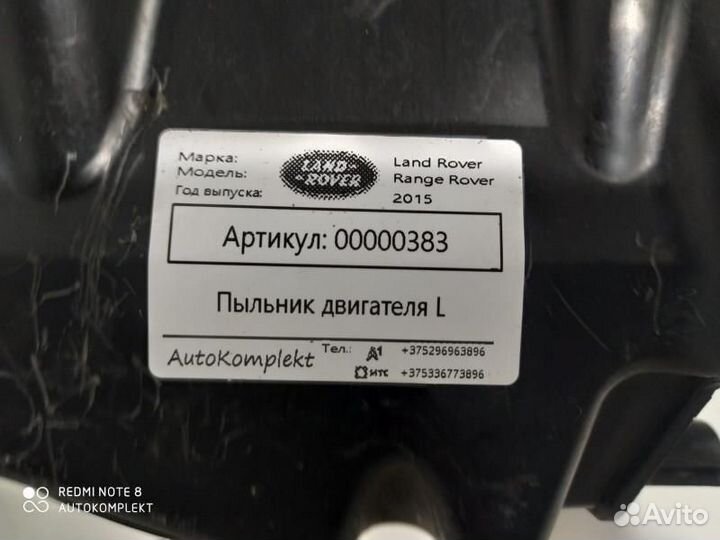 Марка: Land Rover
Модель: Range Rover
Год выпуска: 2015
LAND
-ROVER
Артикул: 00000383
Пыльник двигателя L
AutoKomplekt
Тел.: A1 +375296963896
мтс +375336773896
REDMI NOTE 8
AUTOKOMPLEKT
Avito